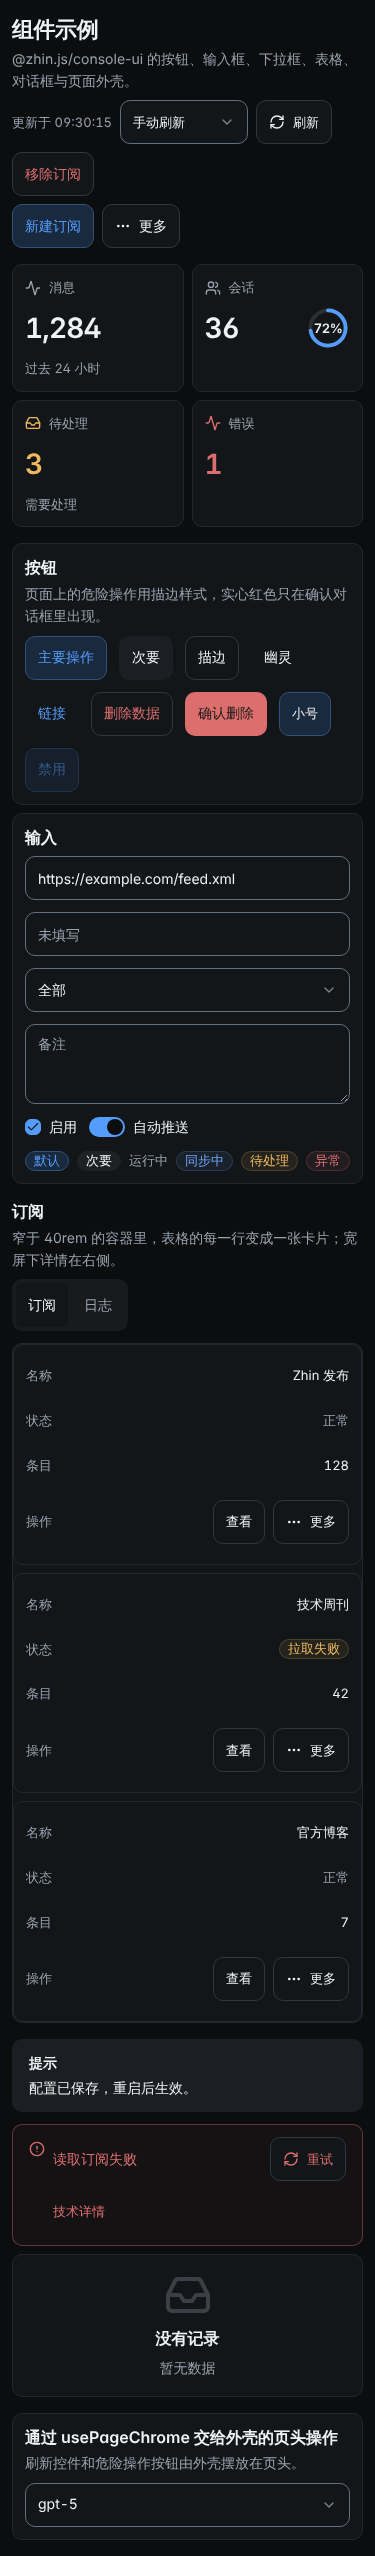 组件示例
@zhin.js/console-ui 的按钮、输入框、下拉框、表格、
对话框与页面外壳。
更新于 09:30:15 手动刷新 刷新
移除订阅
新建订阅 更多
消息 会话
1,284 36 72%
过去 24 小时
待处理 错误
3 1
需要处理
按钮
页面上的危险操作用描边样式，实心红色只在确认对
话框里出现。
主要操作 次要 描边 幽灵
链接 删除数据 确认删除 小号
禁用
输入
https://example.com/feed.xml
未填写
全部
备注
启用 自动推送
默认 次要 运行中 同步中 待处理 异常
订阅
窄于 40rem 的容器里，表格的每一行变成一张卡片；宽
屏下详情在右侧。
订阅 日志
名称 Zhin 发布
状态 正常
条目 128
操作 查看 更多
名称 技术周刊
状态 拉取失败
条目 42
操作 查看 更多
名称 官方博客
状态 正常
条目 7
操作 查看 更多
提示
配置已保存，重启后生效。
读取订阅失败 重试
技术详情
没有记录
暂无数据
通过 usePageChrome 交给外壳的页头操作
刷新控件和危险操作按钮由外壳摆放在页头。
gpt-5